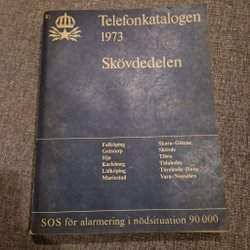 Telefonkatalogen
1973
Skövdedelen
Falköping
Grästorp
Hjo
Karlsborg
Lidköping
Mariestad
Skara-Götene
Skövde
Tibro
Tidaholm
Töreboda-Hova
Vara-Nossebro
SOS för alarmering i nödsituation 90 000